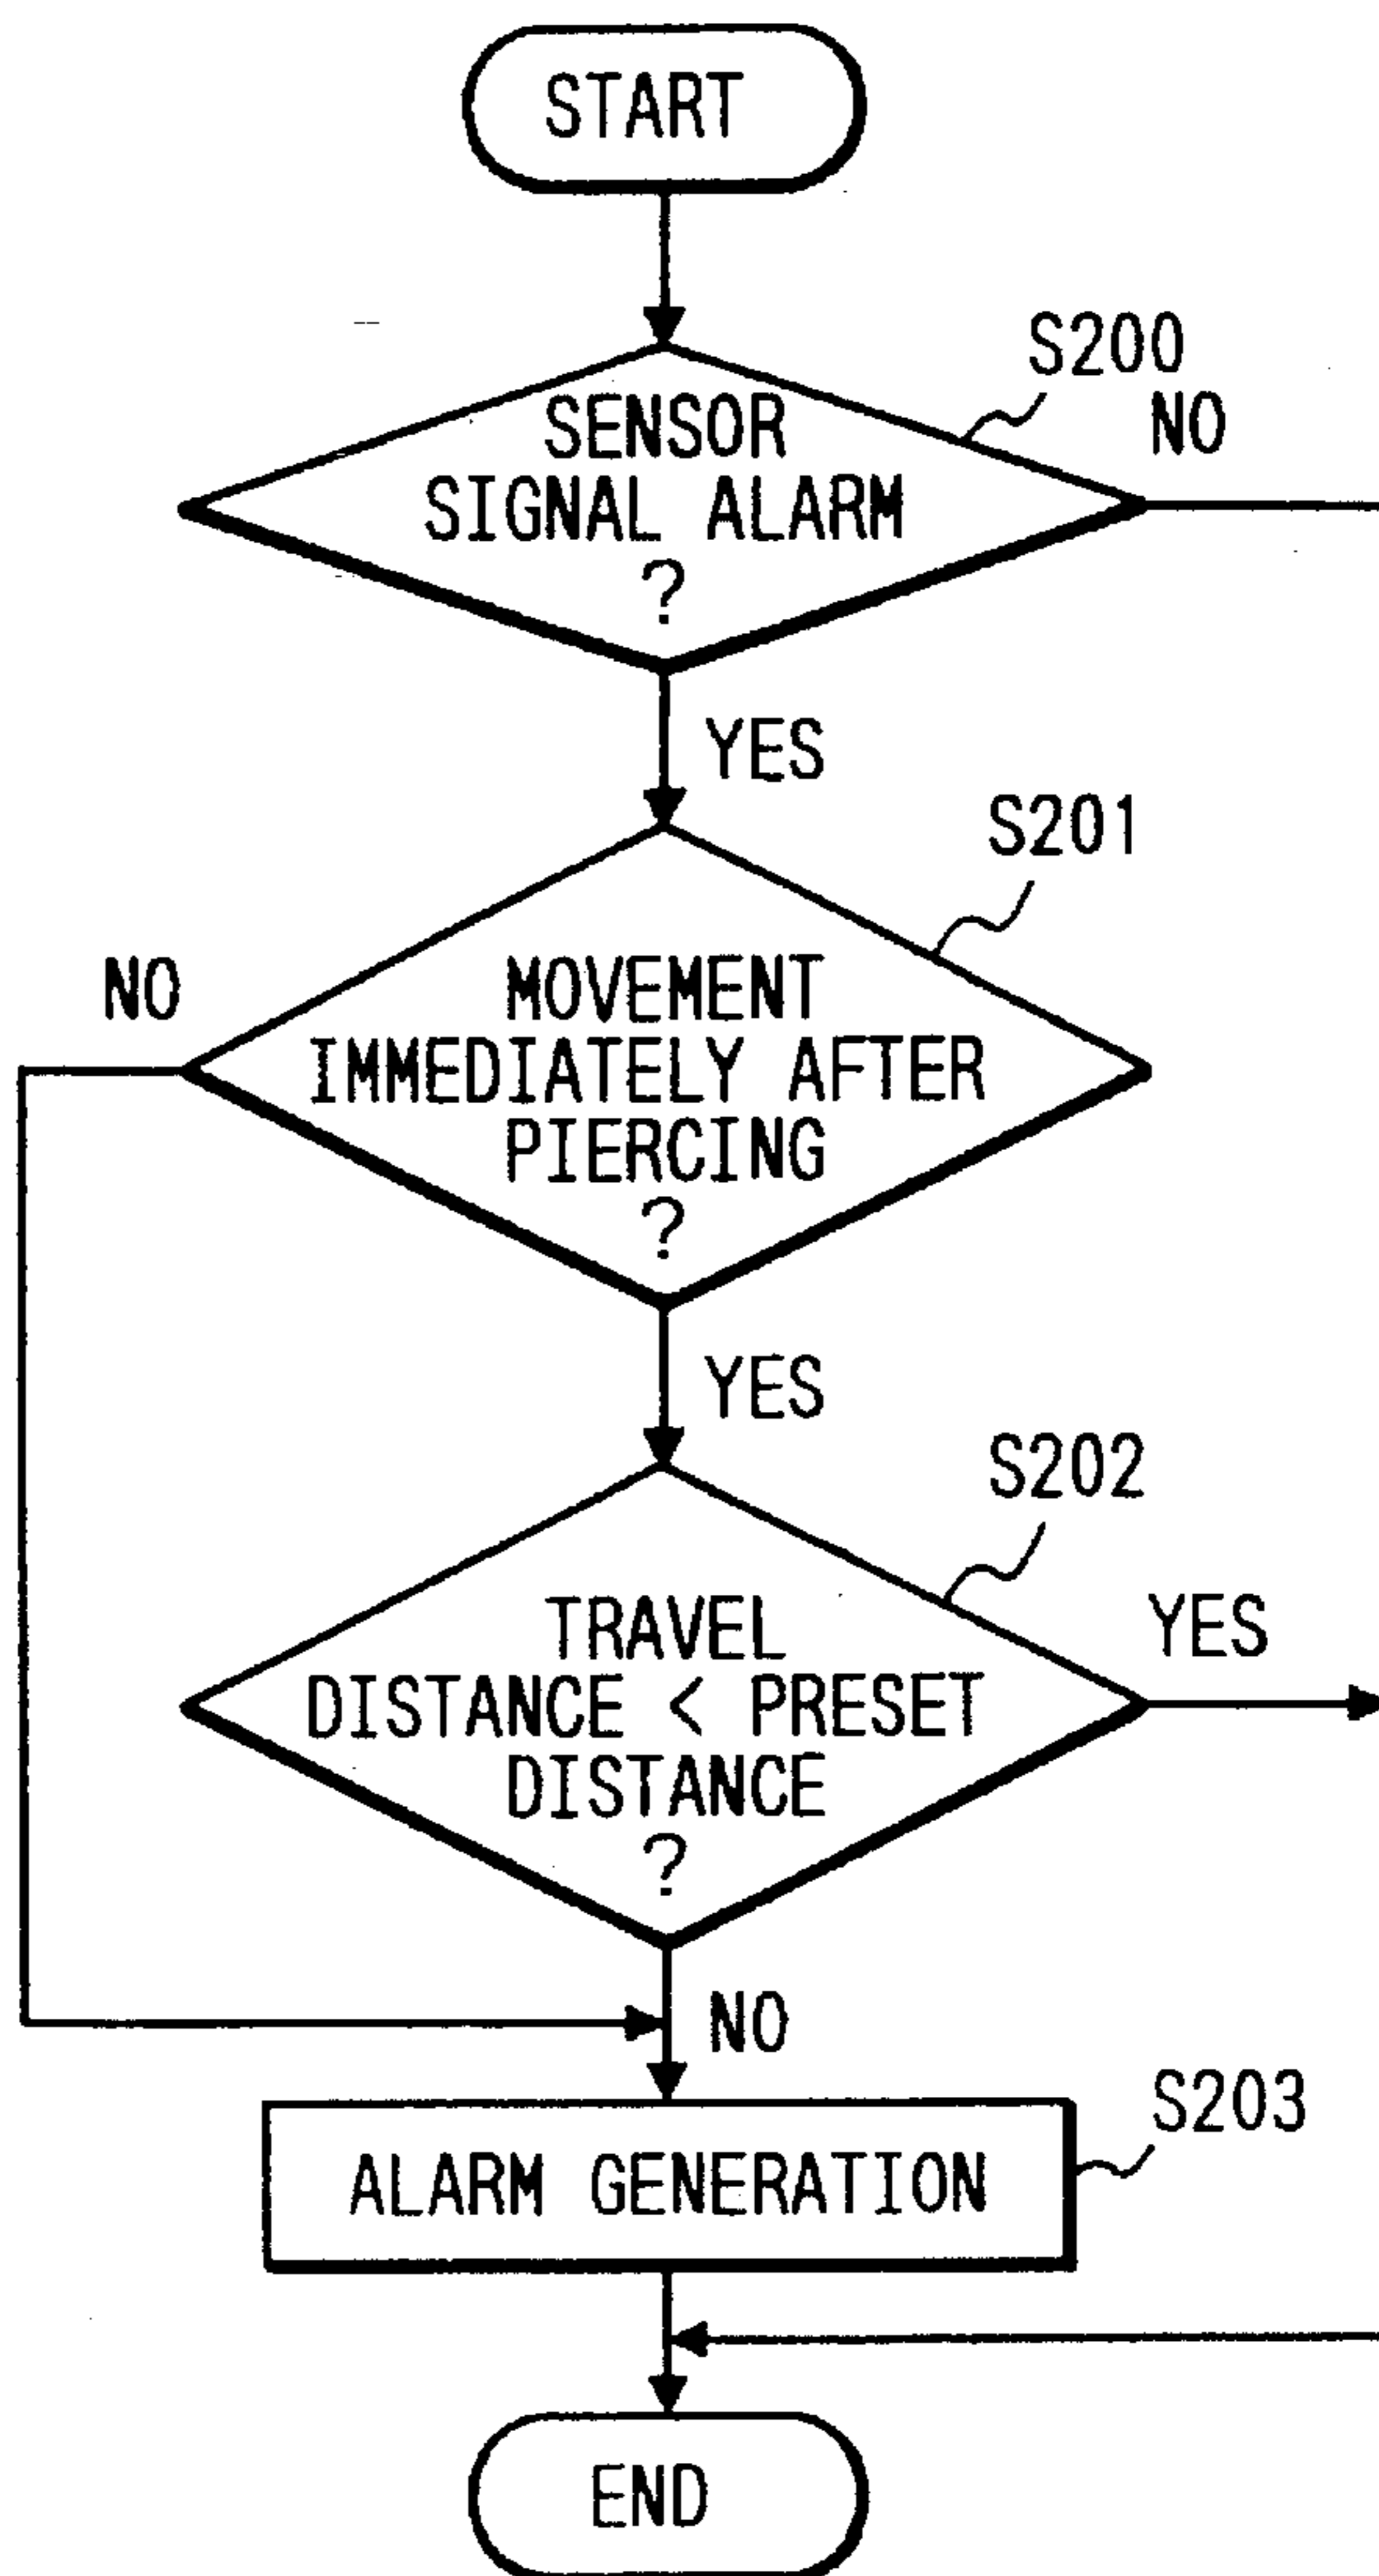 START
S200
NO
SENSOR
SIGNAL ALARM
?
YES
S201
NO
MOVEMENT
IMMEDIATELY AFTER
PIERCING
?
YES
S202
YES
TRAVEL
DISTANCE < PRESET
DISTANCE
?
NO
S203
ALARM GENERATION
END